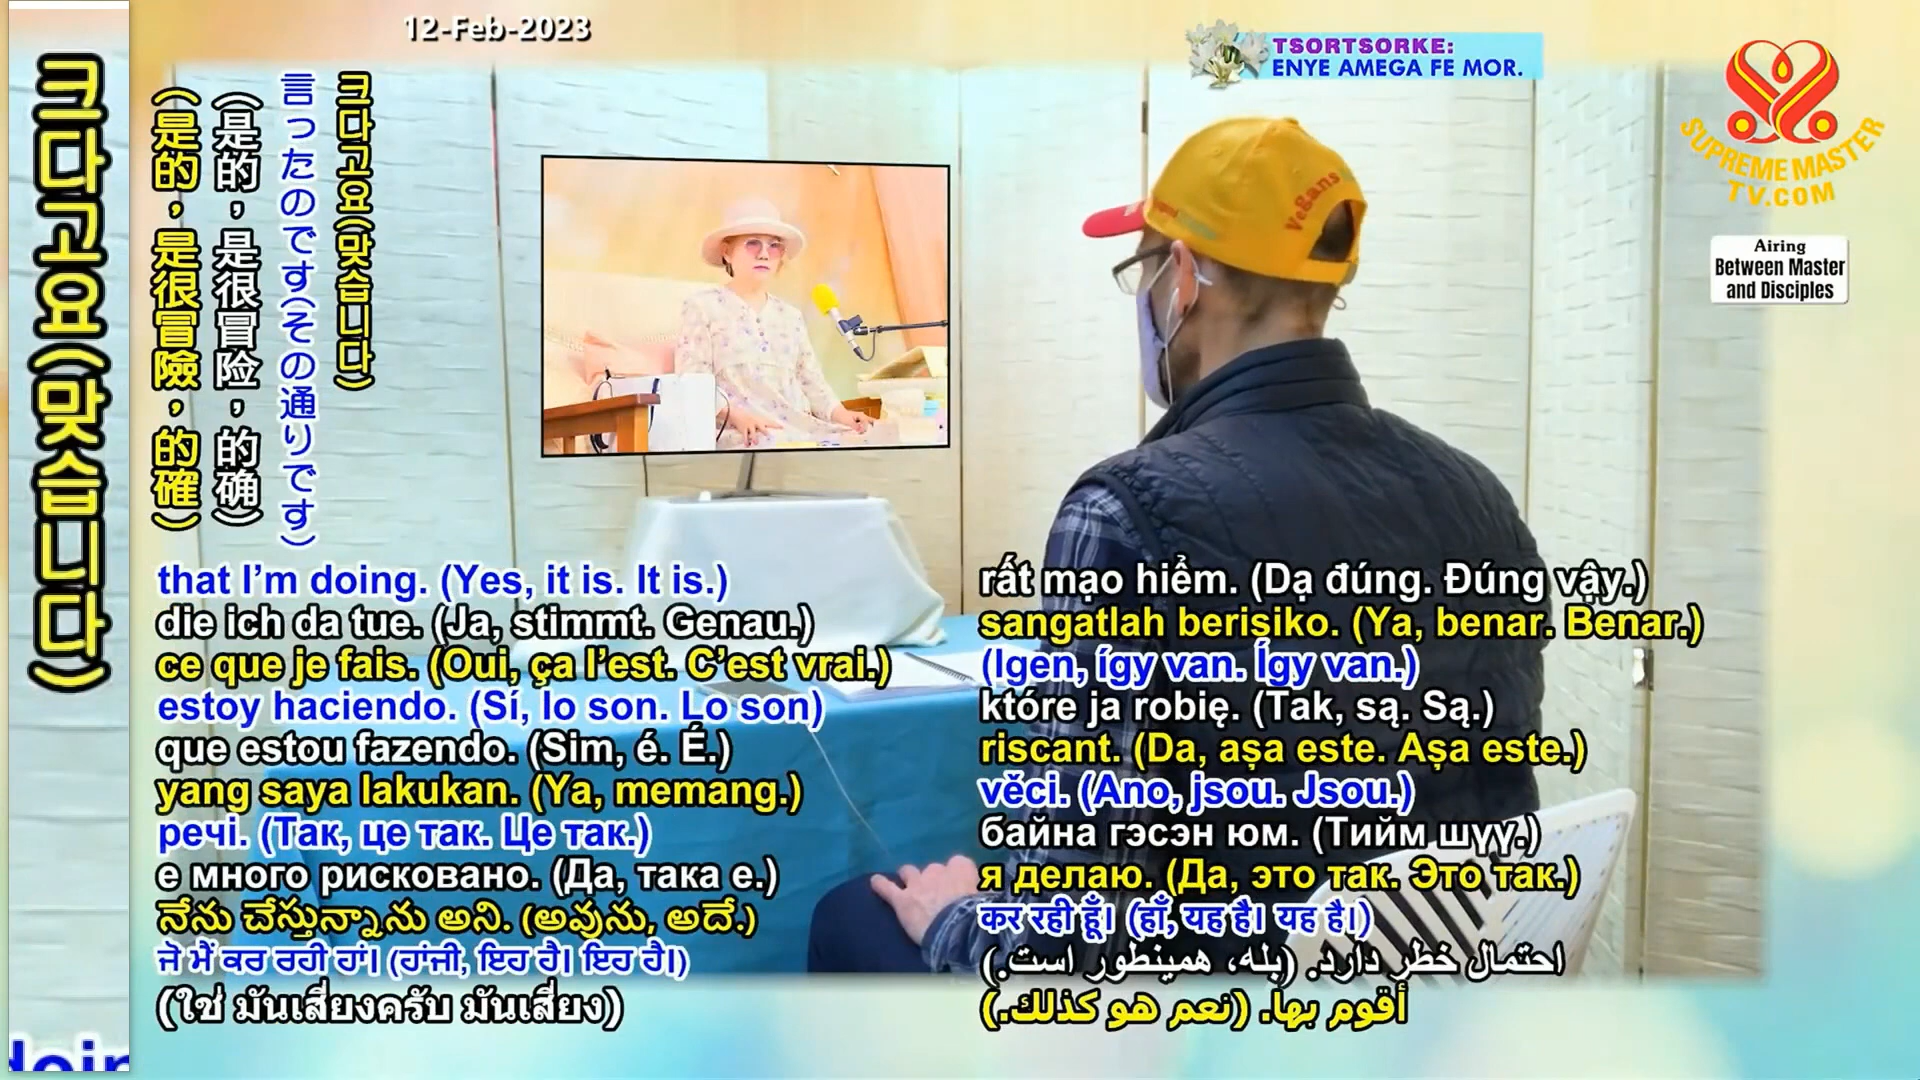 12-Feb-2023
TSORTSORKE:
ENYE AMEGA FE MOR.
SUPREME MASTER
TV.COM
Airing
Between Master
and Disciples
Vegans
크다고요(맞습니다)
크다고요(맞습니다)
言ったのです(その通りです)
(是的，是很冒险，的确)
(是的，是很冒險，的確)
that I’m doing. (Yes, it is. It is.)
die ich da tue. (Ja, stimmt. Genau.)
ce que je fais. (Oui, ça l’est. C’est vrai.)
estoy haciendo. (Sí, lo son. Lo son)
que estou fazendo. (Sim, é. É.)
yang saya lakukan. (Ya, memang.)
речі. (Так, це так. Це так.)
е много рисковано. (Да, така е.)
నేను చేస్తున్నాను అని. (అవును, అదే.)
ਜੋ ਮੈਂ ਕਰ ਰਹੀ ਹਾਂ। (ਹਾਂਜੀ, ਇਹ ਹੈ। ਇਹ ਹੈ।)
(ใช่ มันเสี่ยงครับ มันเสี่ยง)
rất mạo hiểm. (Dạ đúng. Đúng vậy.)
sangatlah berisiko. (Ya, benar. Benar.)
(Igen, így van. Így van.)
które ja robię. (Tak, są. Są.)
riscant. (Da, așa este. Așa este.)
věci. (Ano, jsou. Jsou.)
байна гэсэн юм. (Тийм шүү.)
я делаю. (Да, это так. Это так.)
कर रही हूँ। (हाँ, यह है। यह है।)
احتمال خطر دارد. (بله، همینطور است.)
أقوم بها. (نعم هو كذلك.)